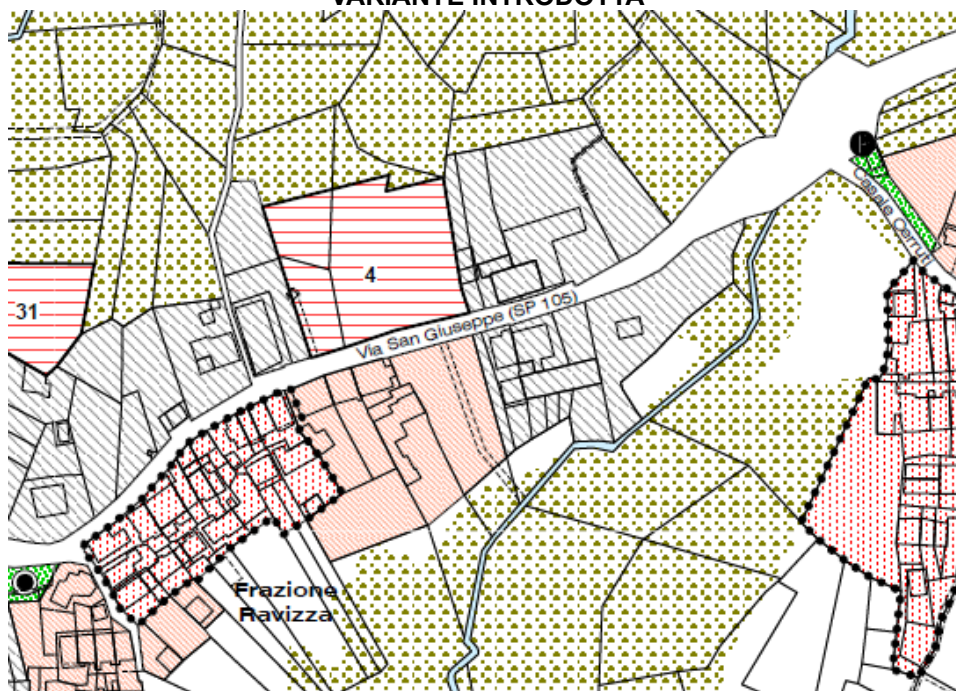 VARIANTE INTRODOTTA
Casale Cerruti
4
31
Via San Giuseppe (SP 105)
Frazione
Ravizza